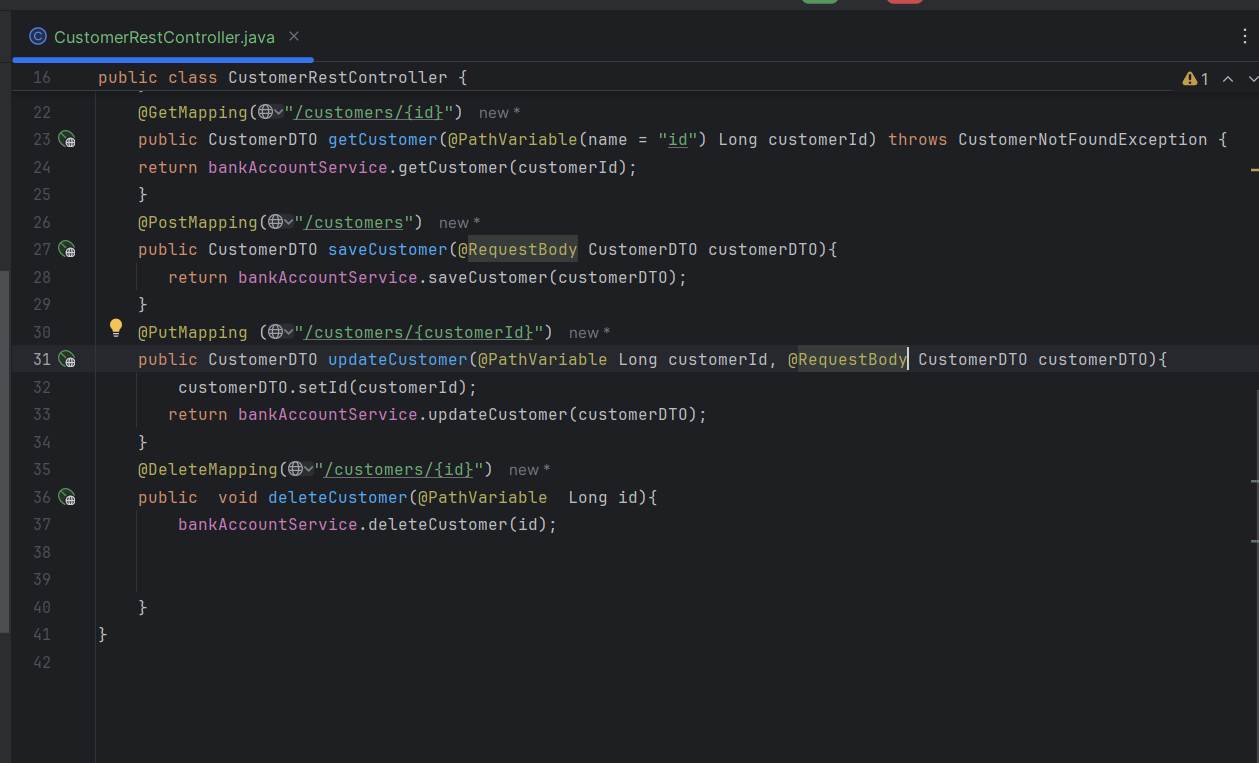 CustomerRestController.java
1
16 public class CustomerRestController {
22 @GetMapping("/customers/{id}") new *
23 public CustomerDTO getCustomer(@PathVariable(name = "id") Long customerId) throws CustomerNotFoundException {
24 return bankAccountService.getCustomer(customerId);
25 }
26 @PostMapping("/customers") new *
27 public CustomerDTO saveCustomer(@RequestBody CustomerDTO customerDTO){
28 return bankAccountService.saveCustomer(customerDTO);
29 }
30 @PutMapping ("/customers/{customerId}") new *
31 public CustomerDTO updateCustomer(@PathVariable Long customerId, @RequestBody CustomerDTO customerDTO){
32 customerDTO.setId(customerId);
33 return bankAccountService.updateCustomer(customerDTO);
34 }
35 @DeleteMapping("/customers/{id}") new *
36 public  void deleteCustomer(@PathVariable  Long id){
37 bankAccountService.deleteCustomer(id);
38
39
40 }
41 }
42